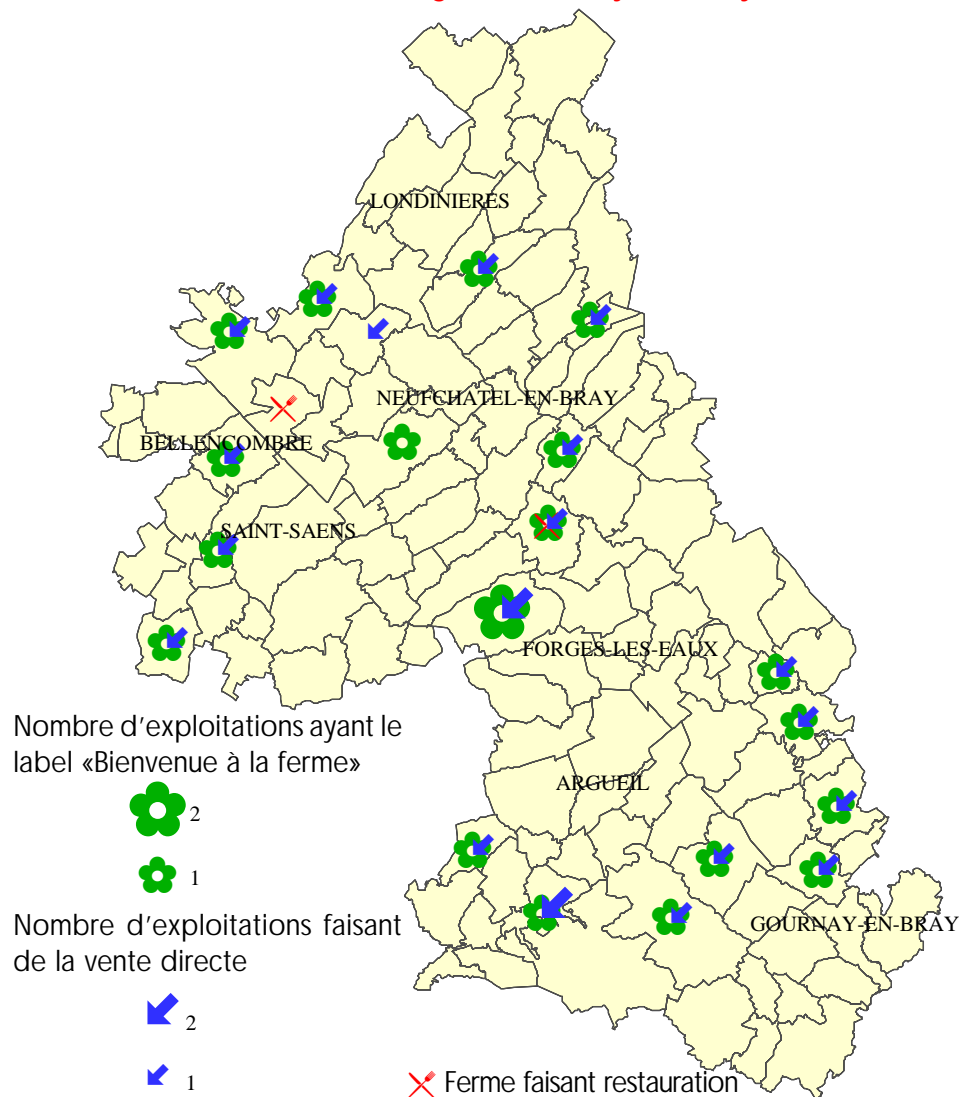 LONDINIERES
NEUFCHATEL-EN-BRAY
BELLENCOMBRE
SAINT-SAENS
FORGES-LES-EAUX
ARGUEIL
GOURNAY-EN-BRAY
Nombre d'exploitations ayant le
label «Bienvenue à la ferme»
2
1
Nombre d'exploitations faisant
de la vente directe
2
1
Ferme faisant restauration